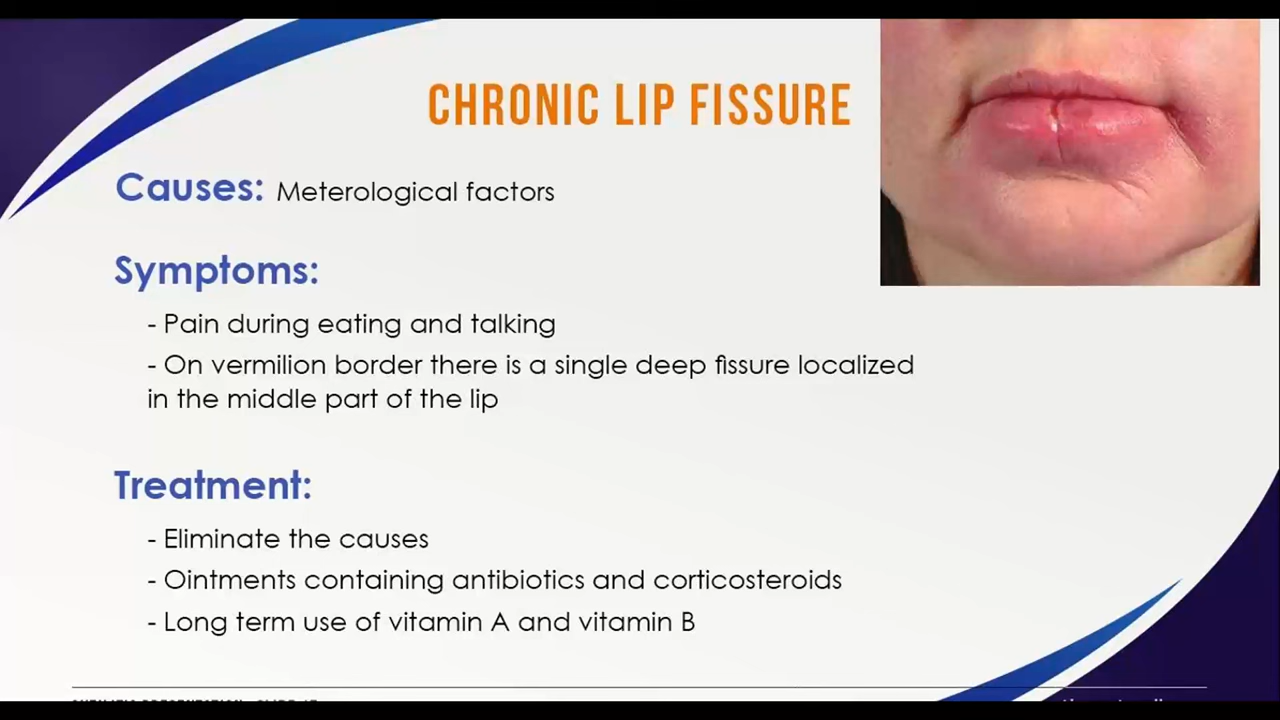 CHRONIC LIP FISSURE
Causes: Meterological factors
Symptoms:
- Pain during eating and talking
- On vermilion border there is a single deep fissure localized
in the middle part of the lip
Treatment:
- Eliminate the causes
- Ointments containing antibiotics and corticosteroids
- Long term use of vitamin A and vitamin B